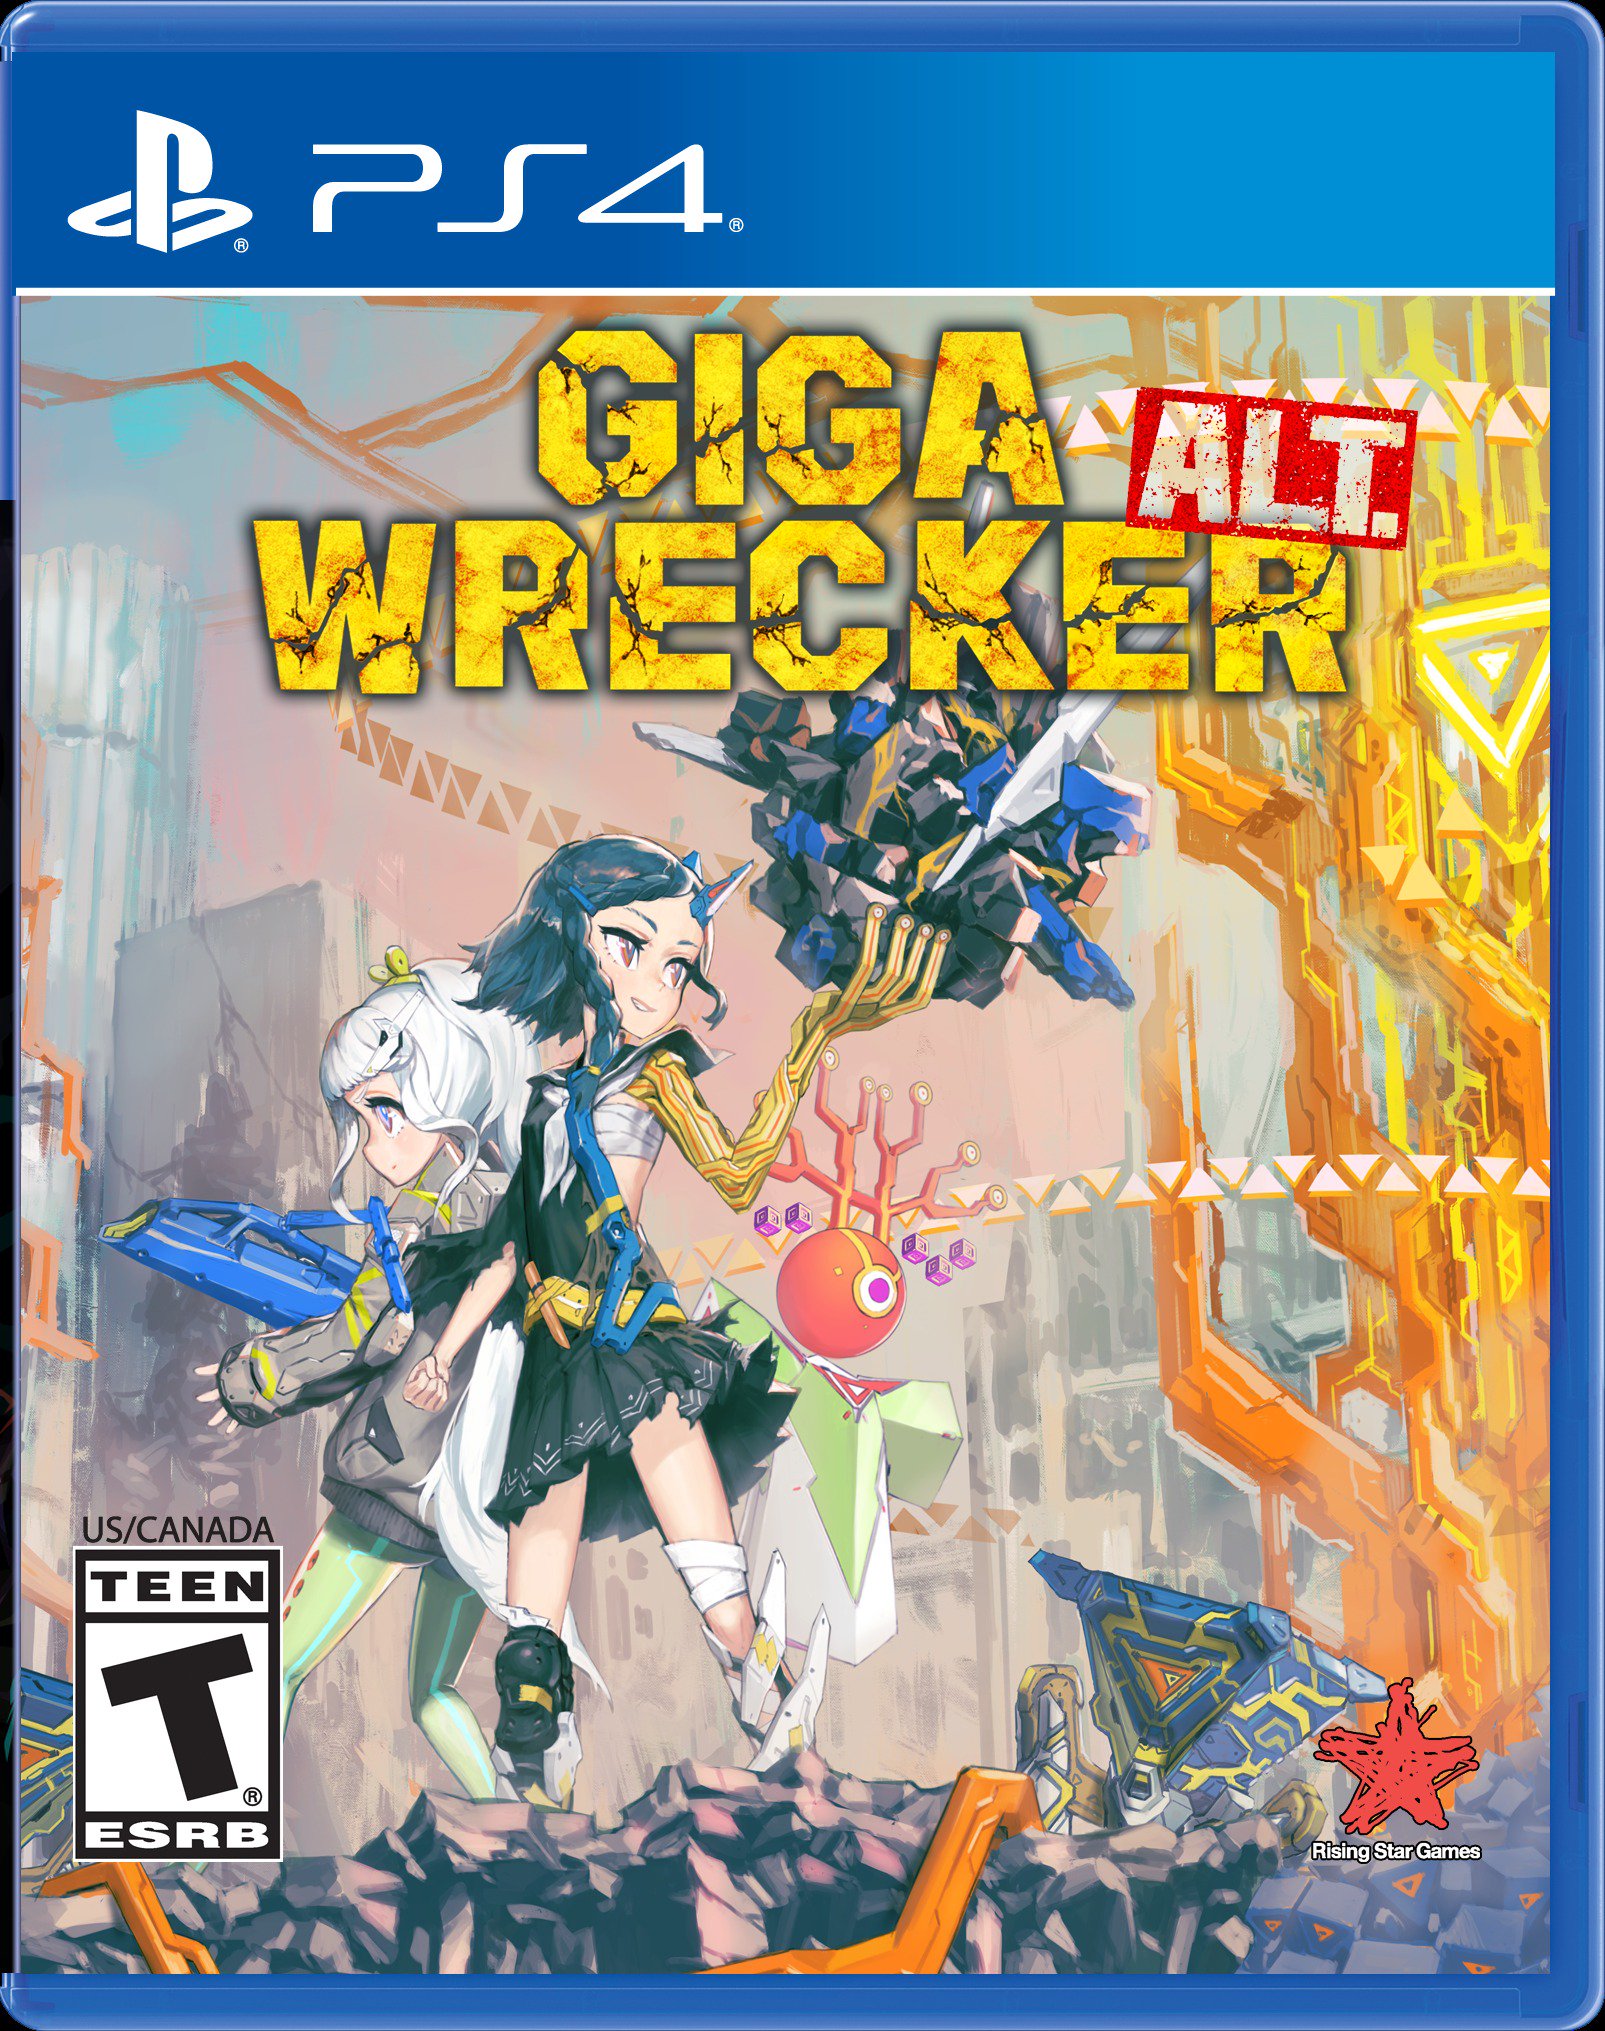 PS4®
GIGA
ALT.
WRECKER
US/CANADA
TEEN
T®
ESRB
Rising Star Games